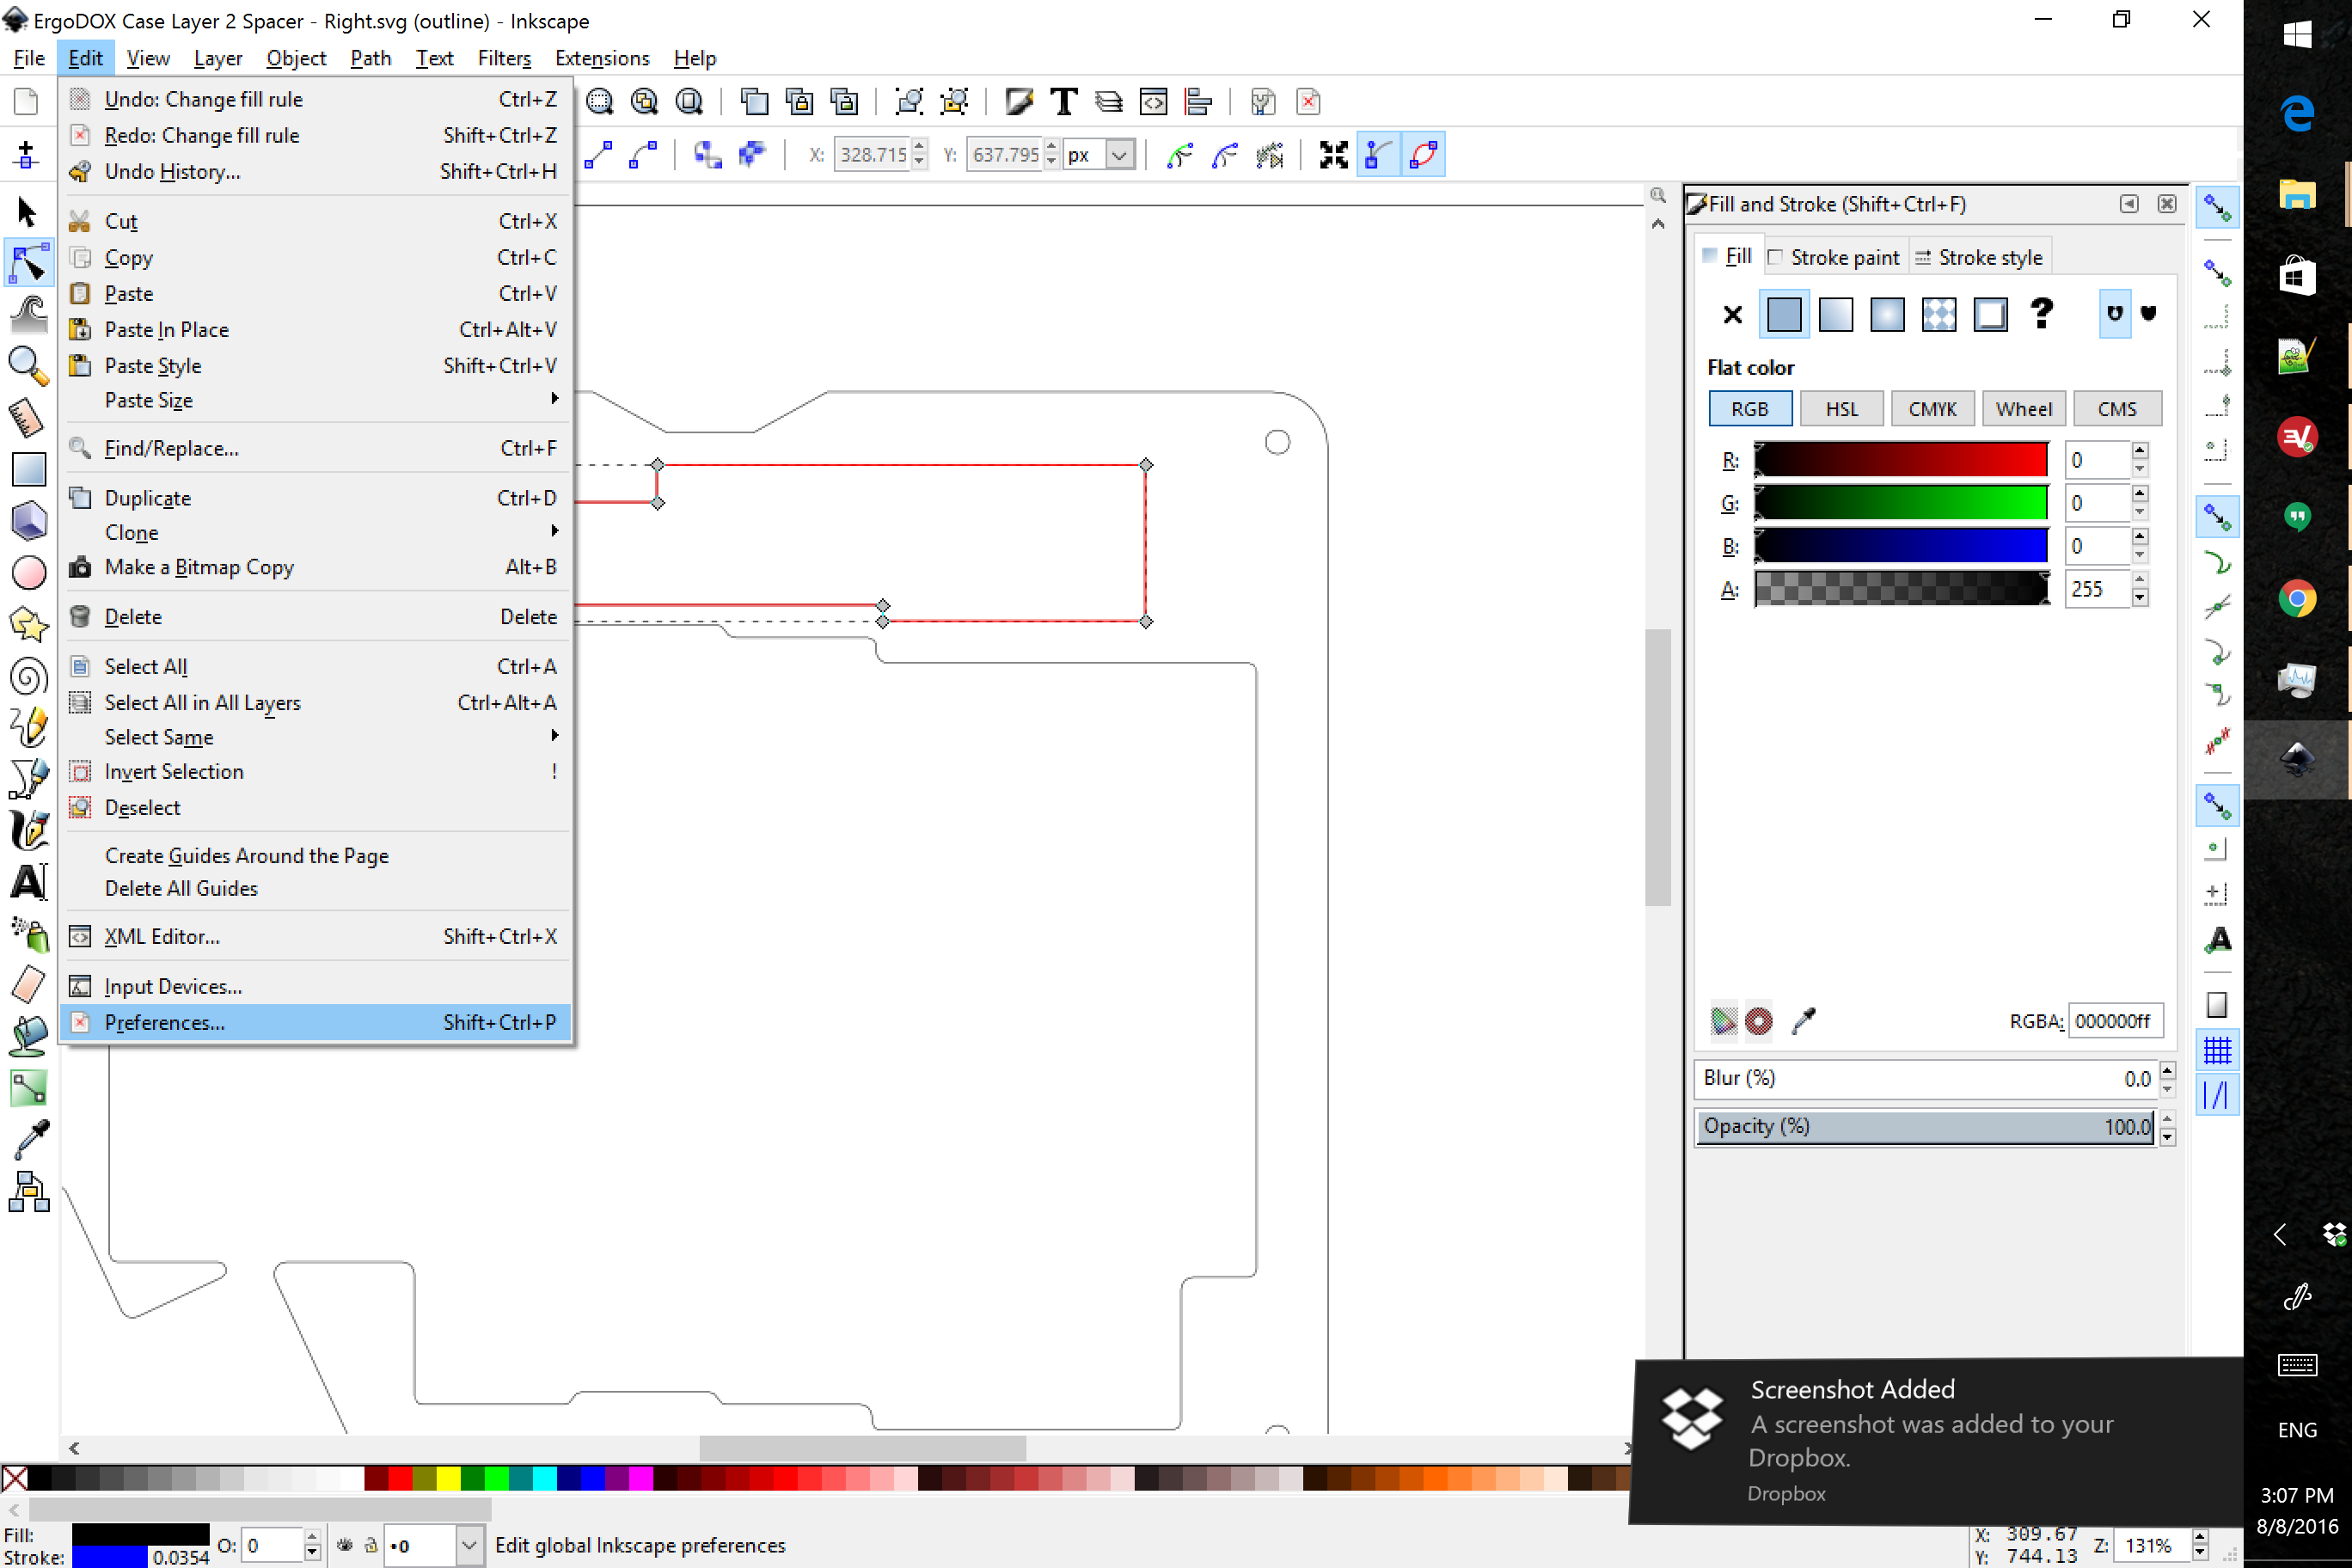 ErgoDOX Case Layer 2 Spacer - Right.svg (outline) - Inkscape
File Edit View Layer Object Path Text Filters Extensions Help
Undo: Change fill rule Ctrl+Z
Redo: Change fill rule Shift+Ctrl+Z
Undo History... Shift+Ctrl+H
Cut Ctrl+X
Copy Ctrl+C
Paste Ctrl+V
Paste In Place Ctrl+Alt+V
Paste Style Shift+Ctrl+V
Paste Size
Find/Replace... Ctrl+F
Duplicate Ctrl+D
Clone
Make a Bitmap Copy Alt+B
Delete Delete
Select All Ctrl+A
Select All in All Layers Ctrl+Alt+A
Select Same
Invert Selection !
Deselect
Create Guides Around the Page
Delete All Guides
XML Editor... Shift+Ctrl+X
Input Devices... 
Preferences... Shift+Ctrl+P
X: 328.715 Y: 637.795 px
Fill and Stroke (Shift+Ctrl+F)
Fill Stroke paint Stroke style
Flat color
RGB HSL CMYK Wheel CMS
R: 0
G: 0
B: 0
A: 255
RGBA: 000000ff
Blur (%) 0.0
Opacity (%) 100.0
Screenshot Added
A screenshot was added to your
Dropbox.
Dropbox
ENG
3:07 PM
8/8/2016
Fill:
Stroke: 0.0354
O: 0
•0
Edit global Inkscape preferences
X: 309.67
Y: 744.13
Z: 131%